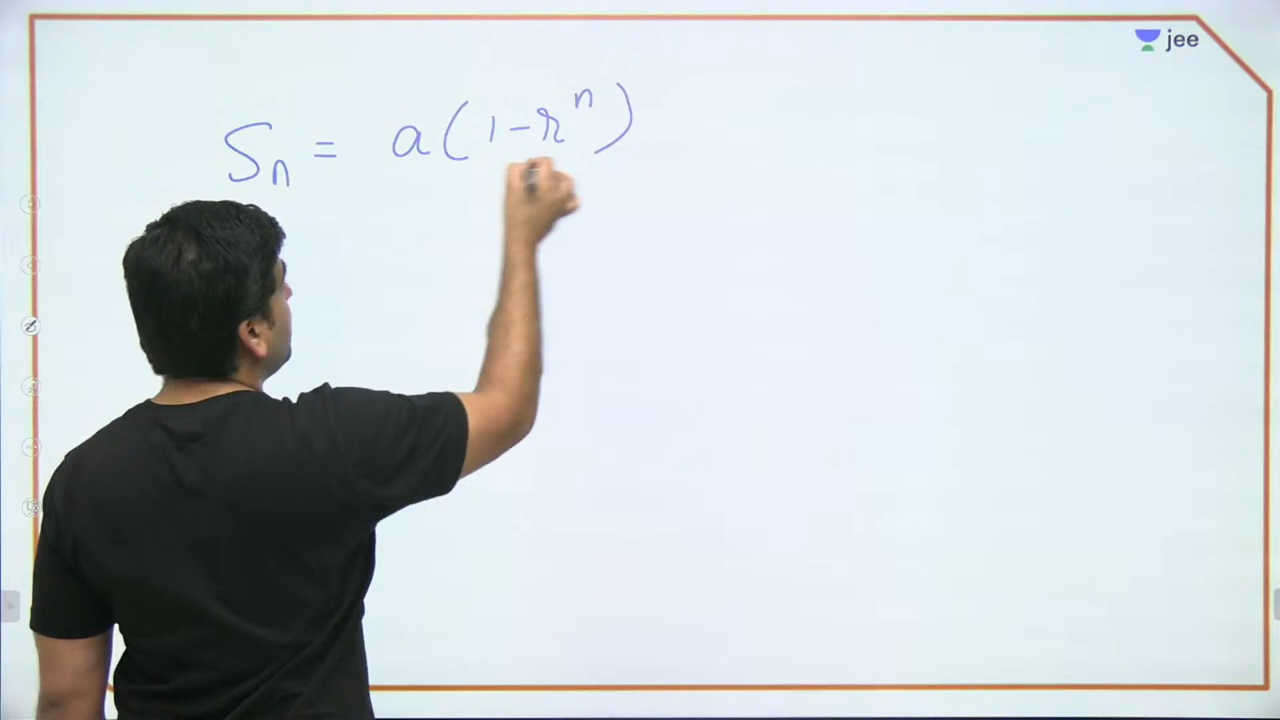 jee
Sn = a(1-r^n)